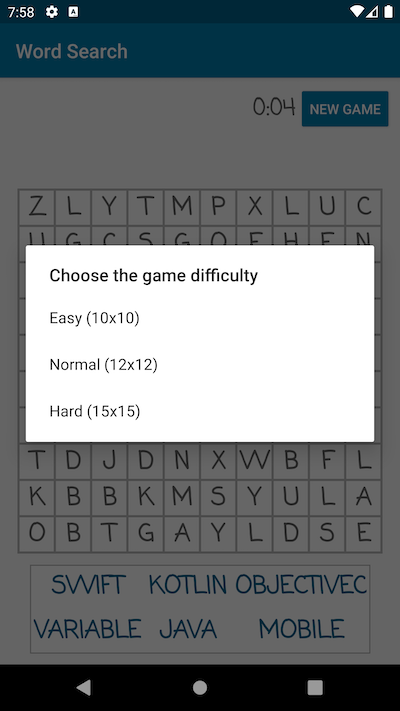 7:58
Word Search
0:04 NEW GAME
Z L Y T M P X L U C
U G C S G O E H E N
Choose the game difficulty
Easy (10x10)
Normal (12x12)
Hard (15x15)
T D J D N X W B F L
K B B K M S Y U L A
O B T G A Y L D S E
SWIFT KOTLIN OBJECTIVEC
VARIABLE JAVA MOBILE